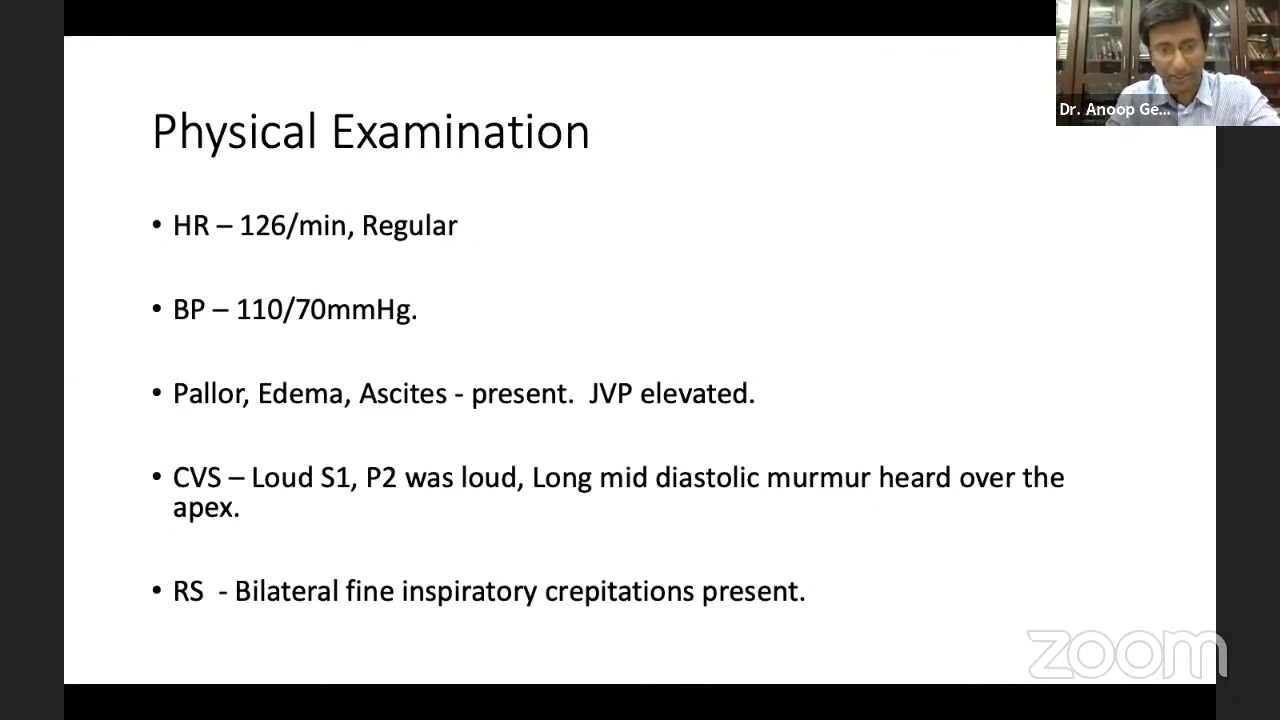 Dr. Anoop Ge...
Physical Examination
• HR – 126/min, Regular
• BP – 110/70mmHg.
• Pallor, Edema, Ascites - present.  JVP elevated.
• CVS – Loud S1, P2 was loud, Long mid diastolic murmur heard over the
apex.
• RS  - Bilateral fine inspiratory crepitations present.
zoom